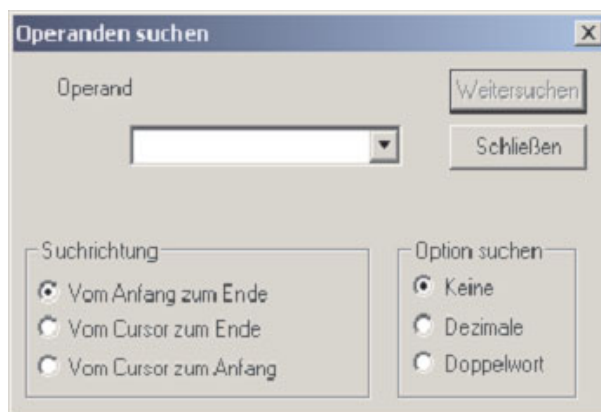 Operanden suchen
Operand
Weitersuchen
Schließen
Suchrichtung
Vom Anfang zum Ende
Vom Cursor zum Ende
Vom Cursor zum Anfang
Option suchen
Keine
Dezimale
Doppelwort